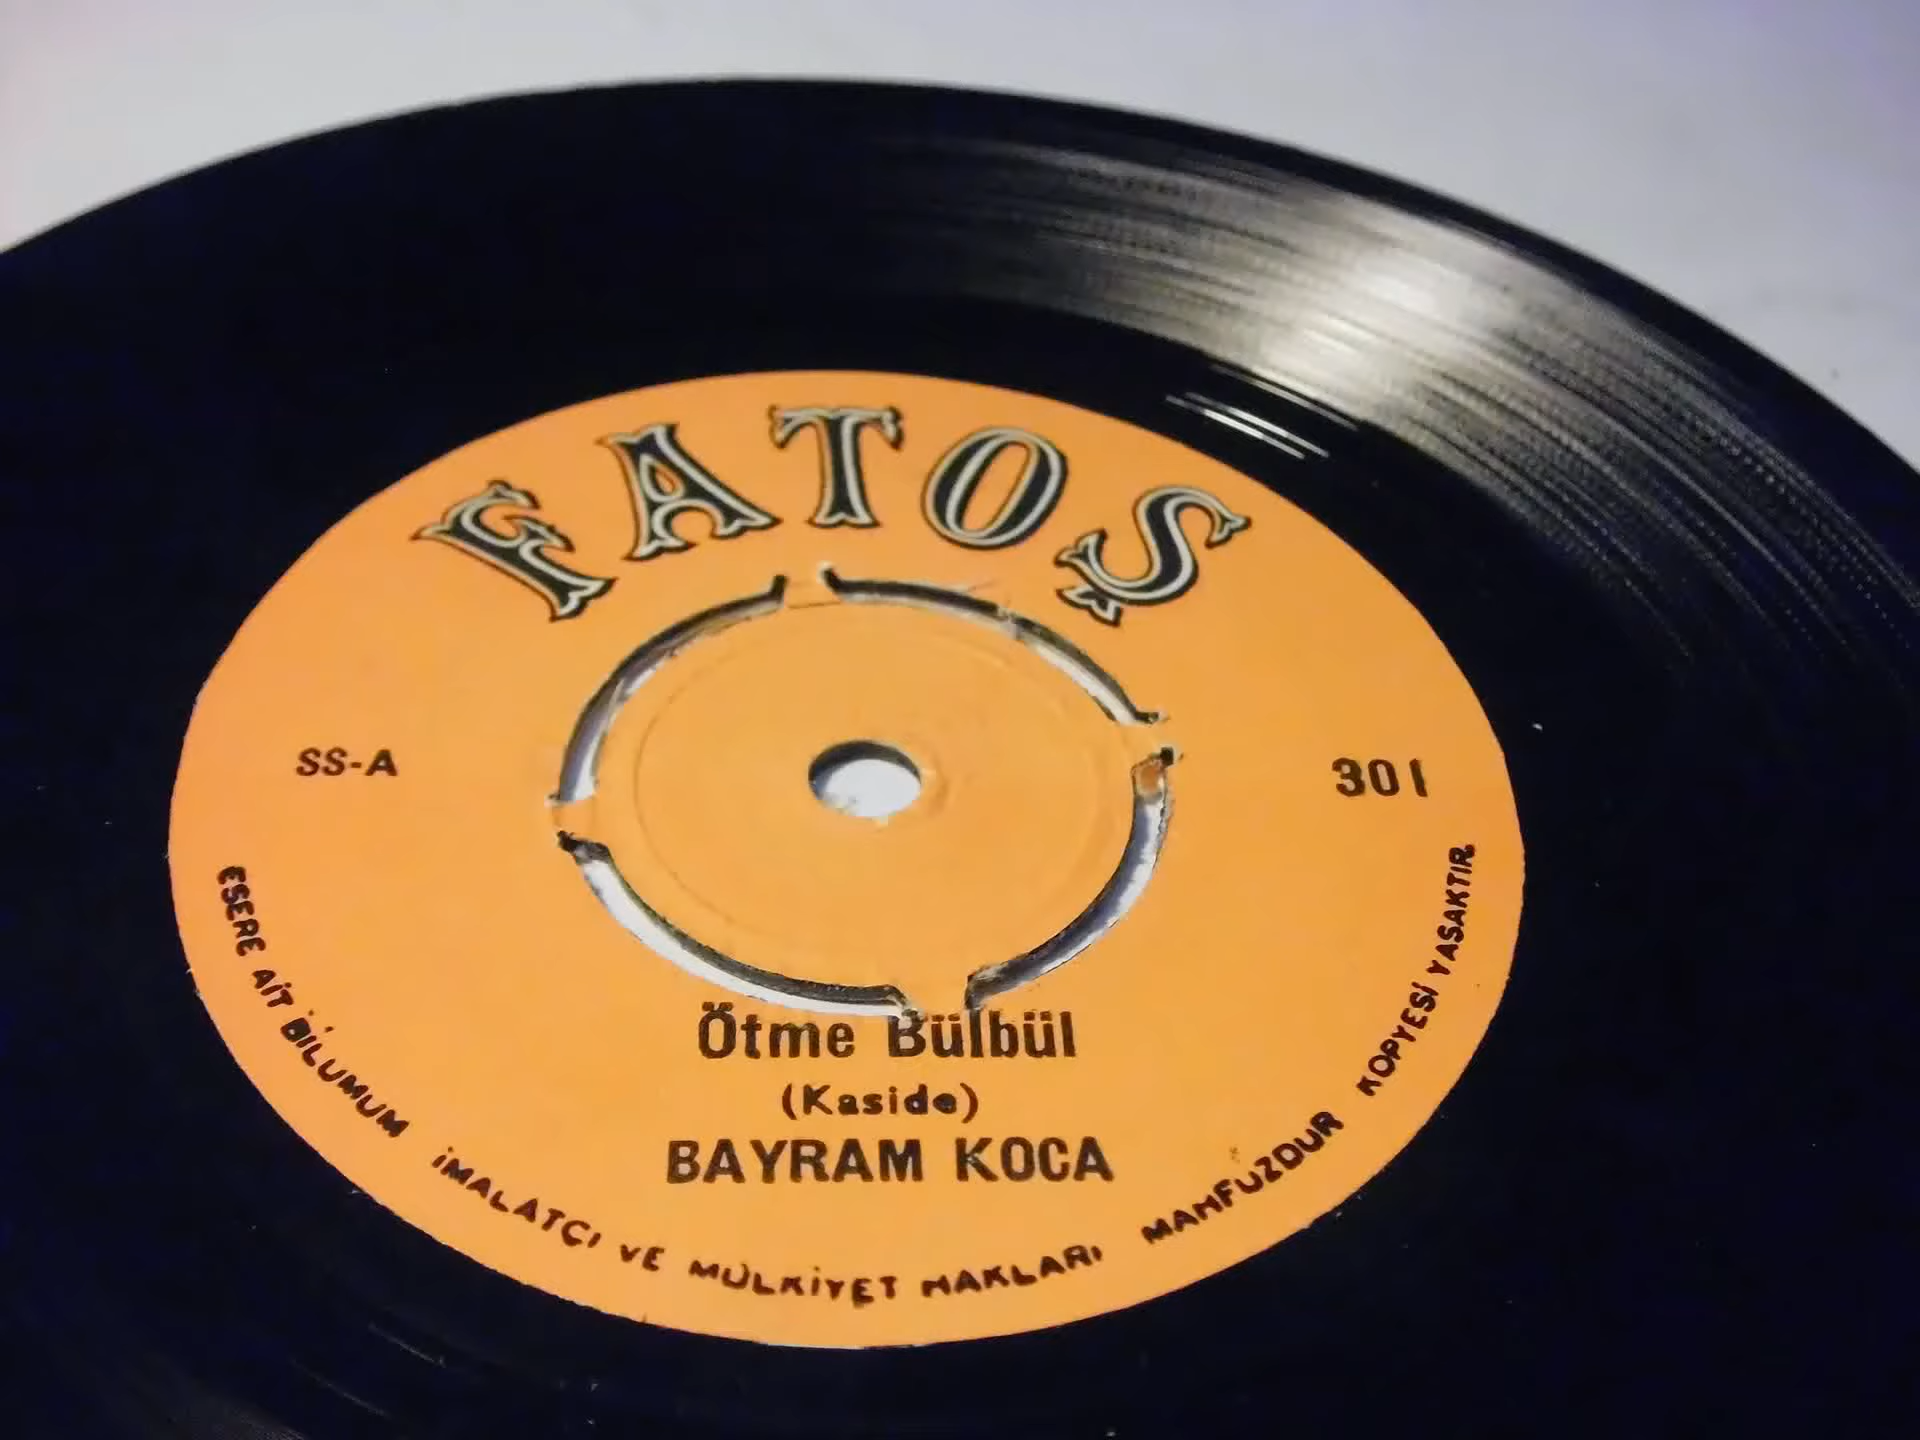 FATOŞ
SS-A
301
Ötme Bülbül
(Kaside)
BAYRAM KOCA
ESERE AİT BİLUMUM İMALATÇI VE MÜLKİYET HAKLARI MAHFUZDUR KOPYESİ YASAKTIR